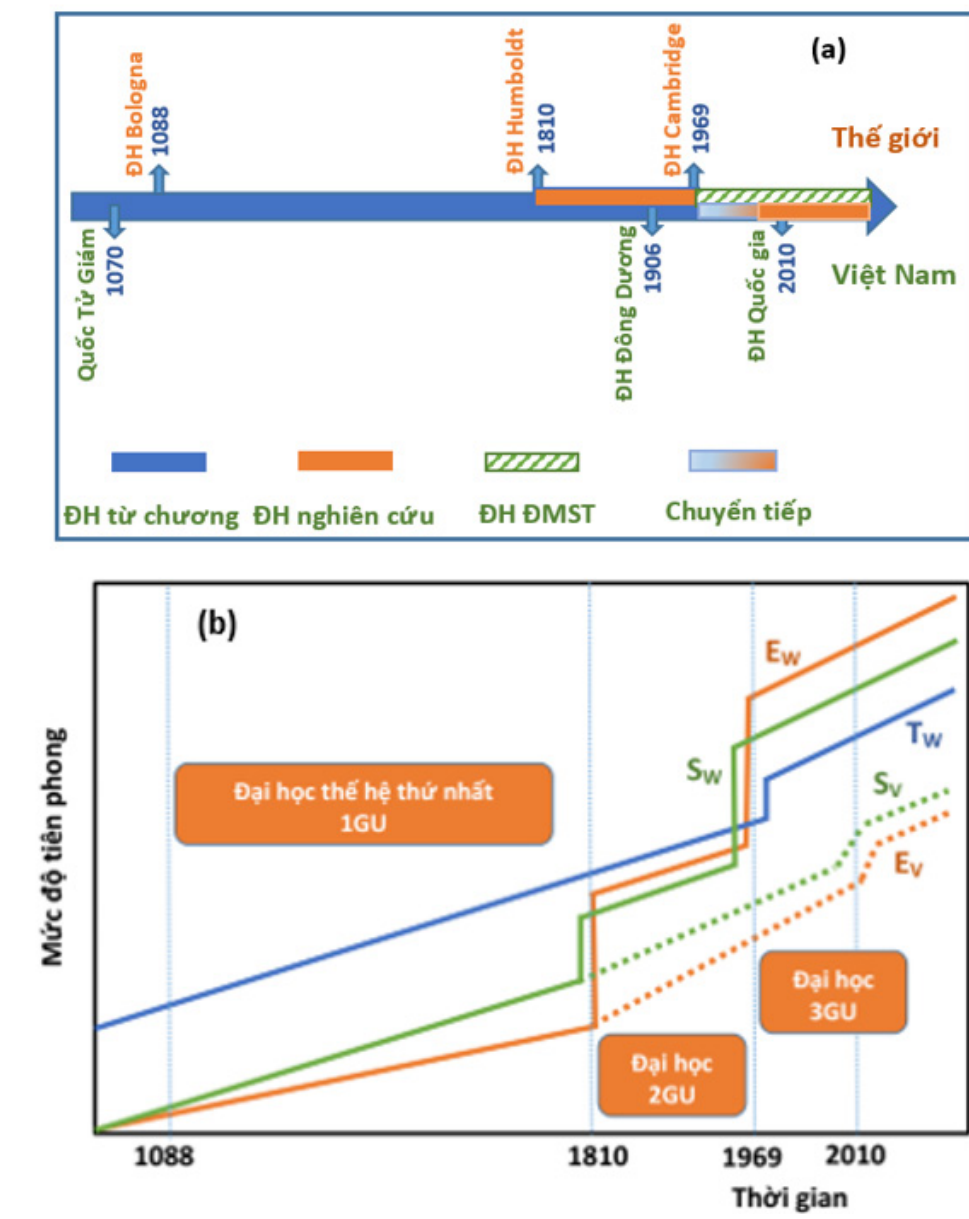 (a)
ĐH Bologna
1088
ĐH Humboldt
1810
ĐH Cambridge
1969
Thế giới
Quốc Tử Giám
1070
ĐH Đông Dương
1906
ĐH Quốc gia
2010
Việt Nam
ĐH từ chương
ĐH nghiên cứu
ĐH ĐMST
Chuyển tiếp
(b)
Mức độ tiên phong
Đại học thế hệ thứ nhất
1GU
EW
SW
TW
SV
EV
Đại học
3GU
Đại học
2GU
1088
1810
1969
2010
Thời gian